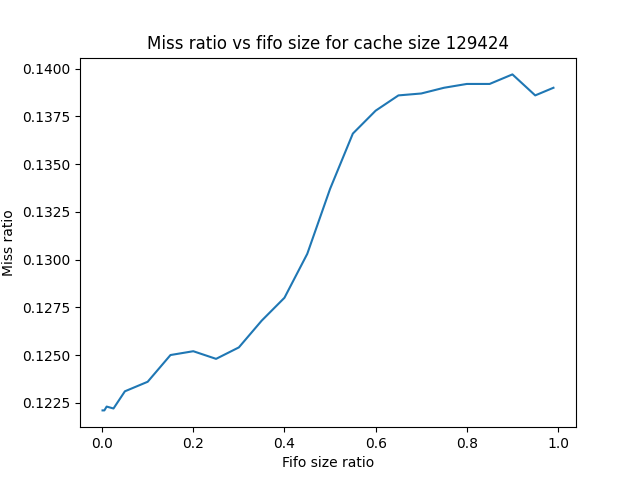 Miss ratio vs fifo size for cache size 129424
0.1400
0.1375
0.1350
0.1325
0.1300
0.1275
0.1250
0.1225
Miss ratio
0.0 0.2 0.4 0.6 0.8 1.0
Fifo size ratio